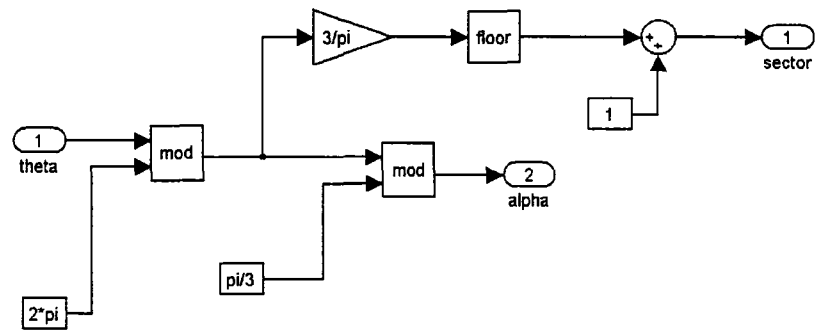 3/pi
floor
+
+
1
sector
1
1
theta
mod
mod
2
alpha
pi/3
2*pi